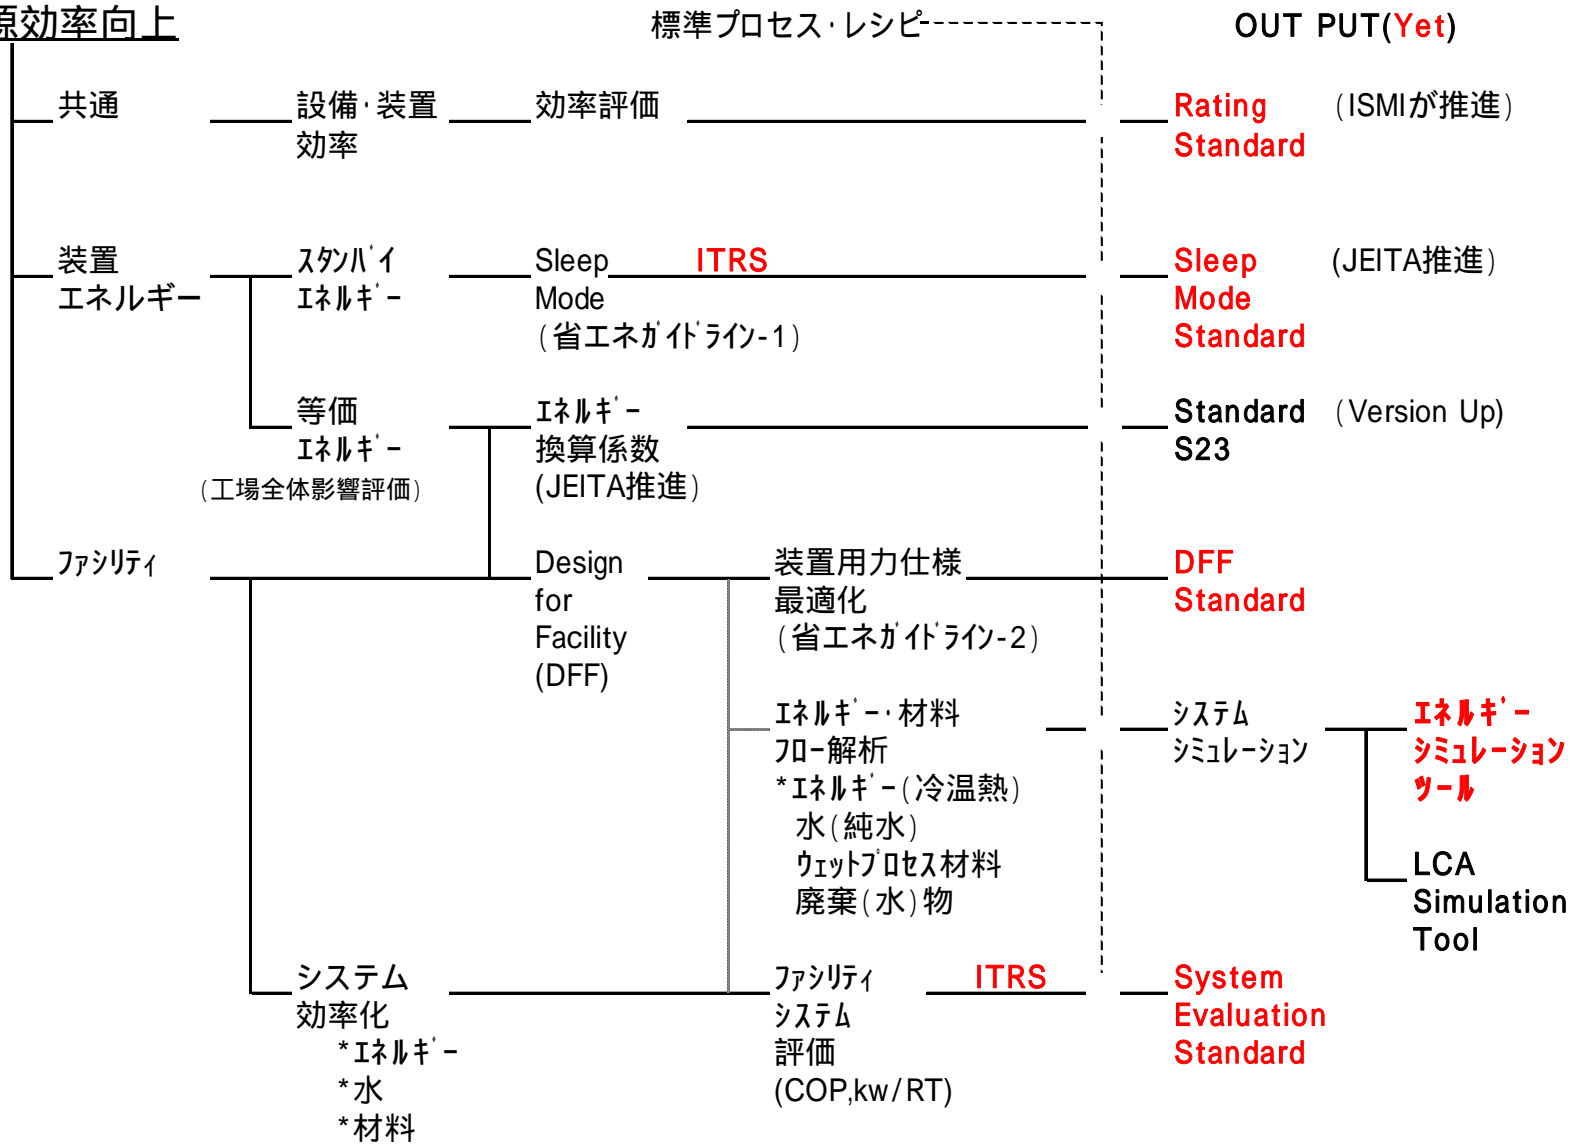 源効率向上
標準プロセス・レシピ
OUT PUT(Yet)
共通
設備・装置
効率
効率評価
Rating
Standard
(ISMIが推進)
装置
エネルギー
ｽﾀﾝﾊﾞｲ
ｴﾈﾙｷﾞｰ
Sleep
Mode
(省エネｶﾞｲﾄﾞﾗｲﾝ-1)
ITRS
Sleep
Mode
Standard
(JEITA推進)
等価
ｴﾈﾙｷﾞｰ
(工場全体影響評価)
ｴﾈﾙｷﾞｰ
換算係数
(JEITA推進)
Standard
S23
(Version Up)
ﾌｧｼﾘﾃｨ
Design
for
Facility
(DFF)
装置用力仕様
最適化
(省エネｶﾞｲﾄﾞﾗｲﾝ-2)
DFF
Standard
ｴﾈﾙｷﾞｰ・材料
ﾌﾛｰ解析
*ｴﾈﾙｷﾞｰ(冷温熱)
水(純水)
ｳｪｯﾄﾌﾟﾛｾｽ材料
廃棄(水)物
ｼｽﾃﾑ
ｼﾐｭﾚｰｼｮﾝ
ｴﾈﾙｷﾞｰ
ｼﾐｭﾚｰｼｮﾝ
ﾂｰﾙ
LCA
Simulation
Tool
システム
効率化
*ｴﾈﾙｷﾞｰ
*水
*材料
ﾌｧｼﾘﾃｨ
ｼｽﾃﾑ
評価
(COP,kw/RT)
ITRS
System
Evaluation
Standard